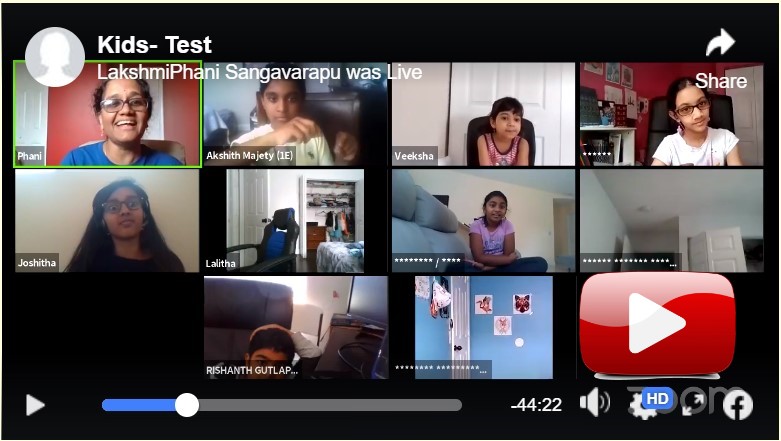 Kids- Test
LakshmiPhani Sangavarapu was Live
Share
Phani
Akshith Majety (1E)
Veeksha
******
Joshitha
Lalitha
******** / ****
****** ******* ****...
RISHANTH GUTLAP...
******** *********...
-44:22
HD
zoom